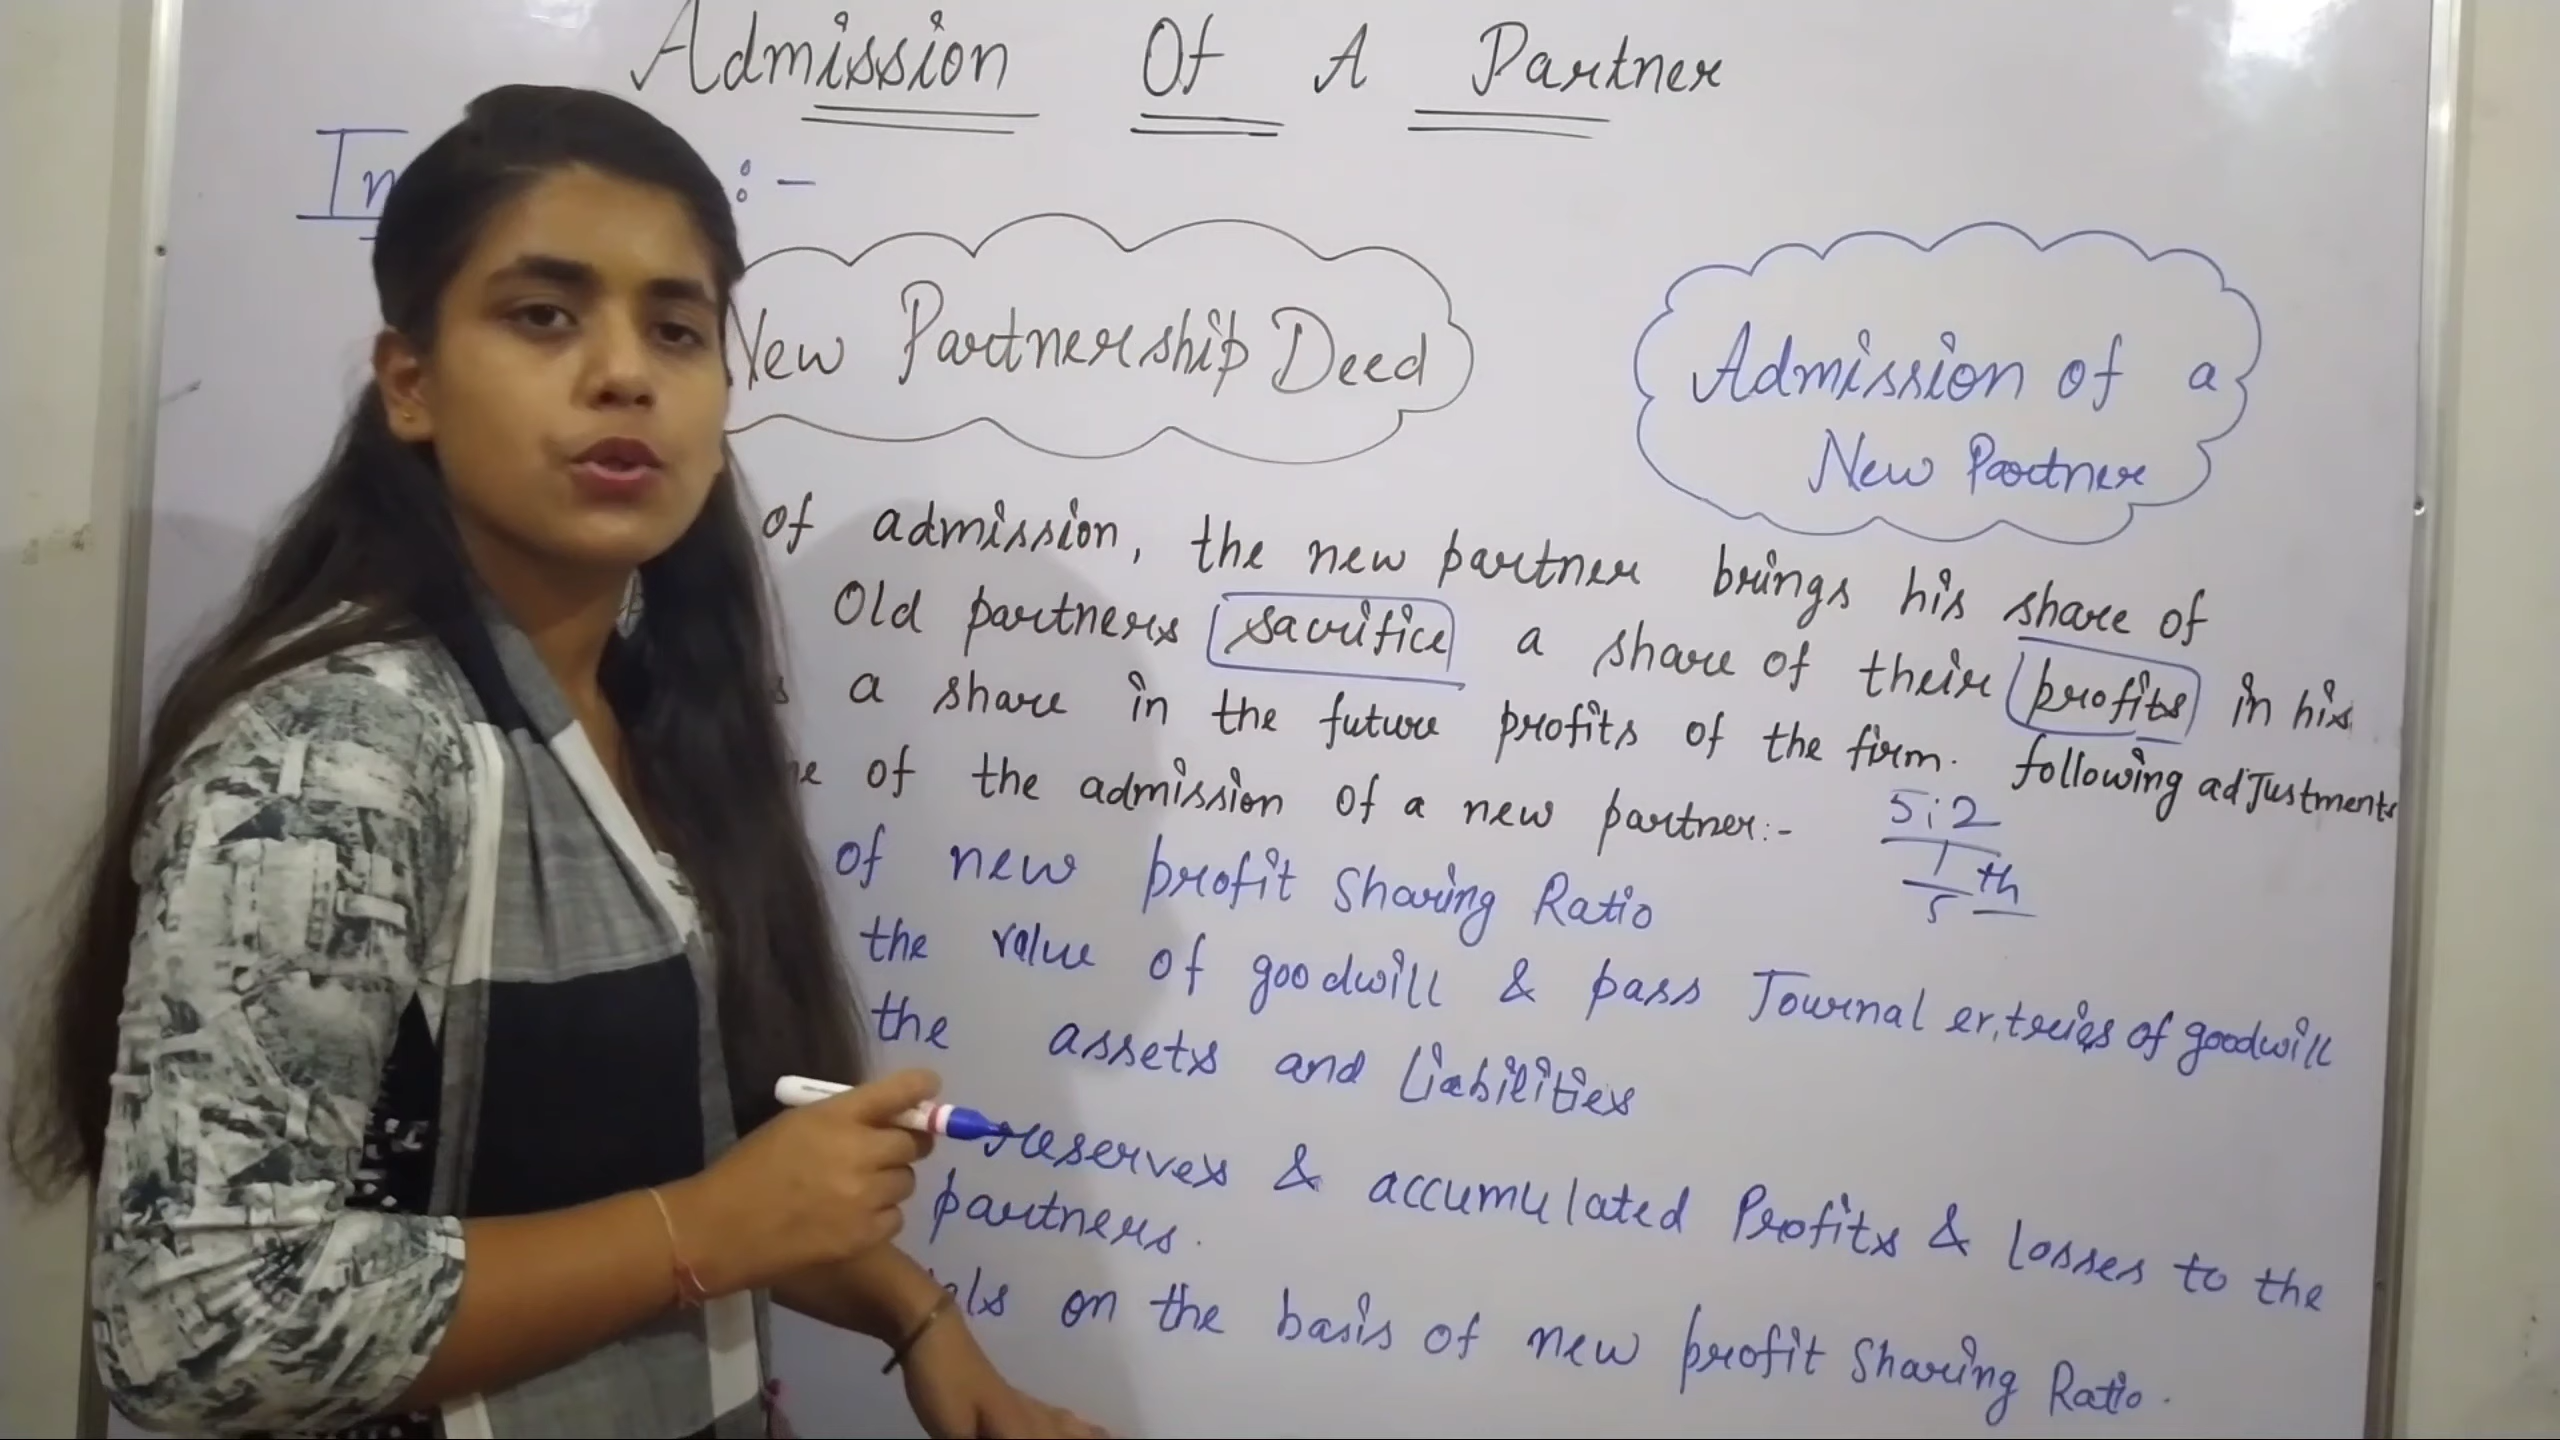 Admission Of A Partner
:-
New Partnership Deed
Admission of a
New Partner
of admission, the new partner brings his share of
Old partners sacrifice a share of their profits in his
a share in the future profits of the firm. following adjustments
of the admission of a new partner:-
5:2
1/5 th
of new profit Sharing Ratio
the value of goodwill & pass Journal entries of goodwill
the assets and Liabilities
reserves & accumulated Profits & losses to the
partners.
on the basis of new profit Sharing Ratio.